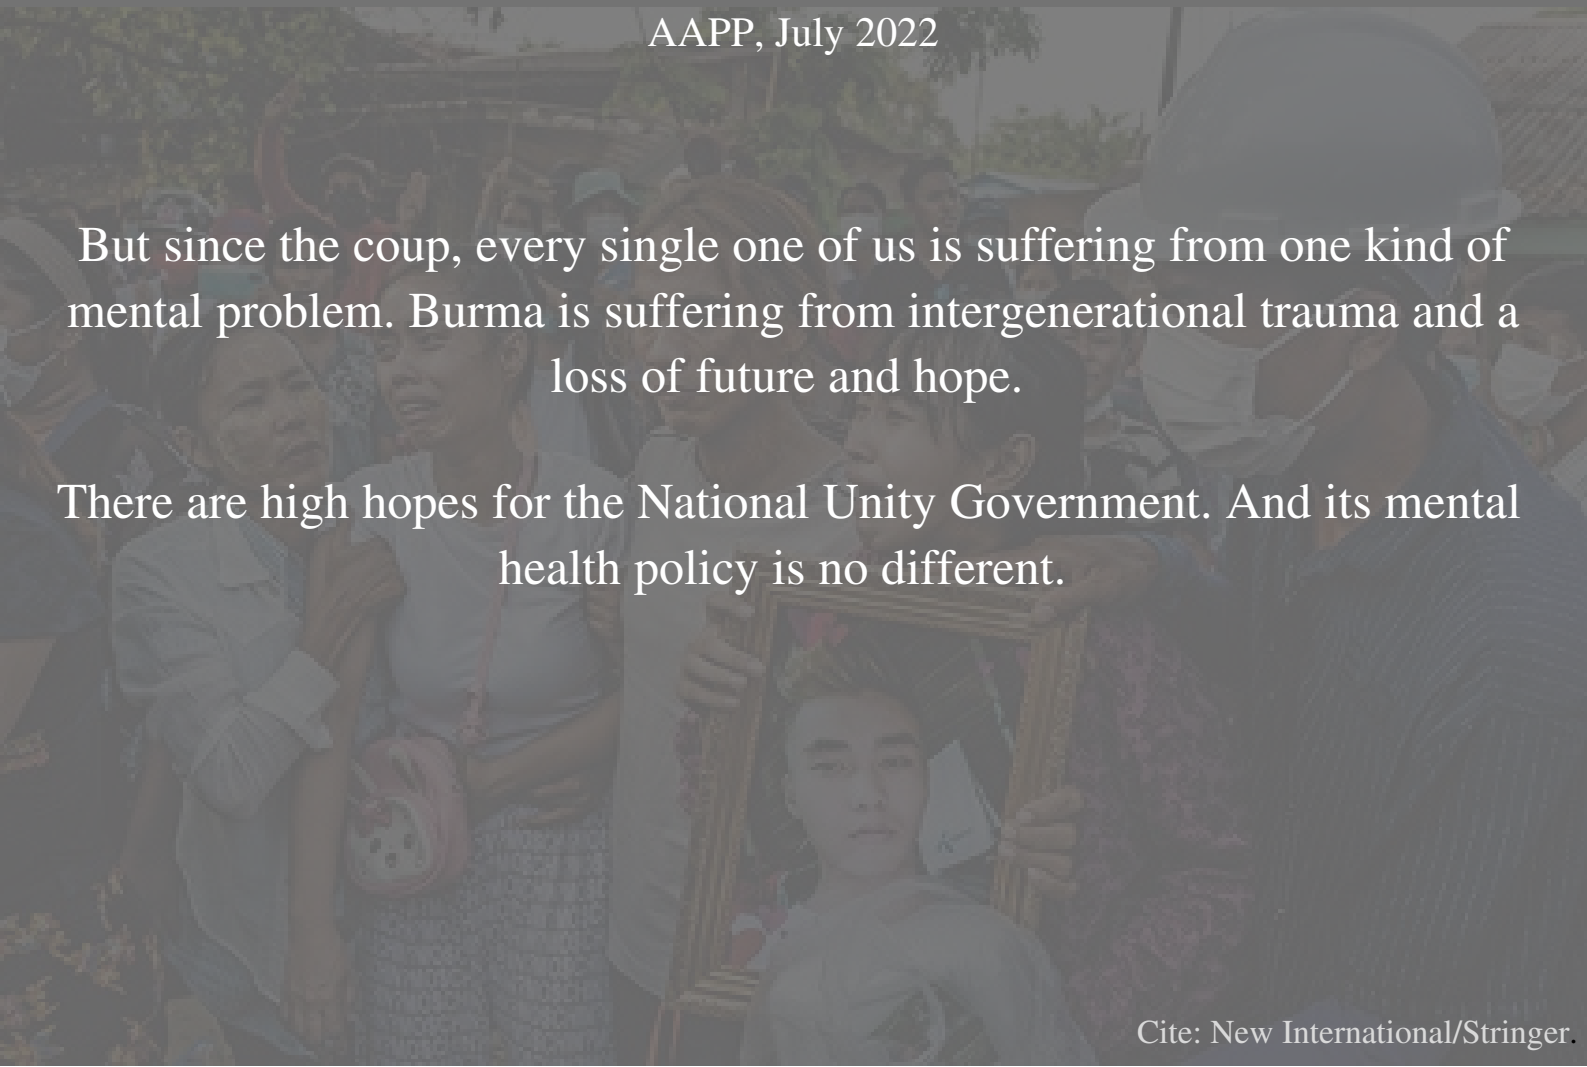 AAPP, July 2022
But since the coup, every single one of us is suffering from one kind of
mental problem. Burma is suffering from intergenerational trauma and a
loss of future and hope.
There are high hopes for the National Unity Government. And its mental
health policy is no different.
Cite: New International/Stringer.